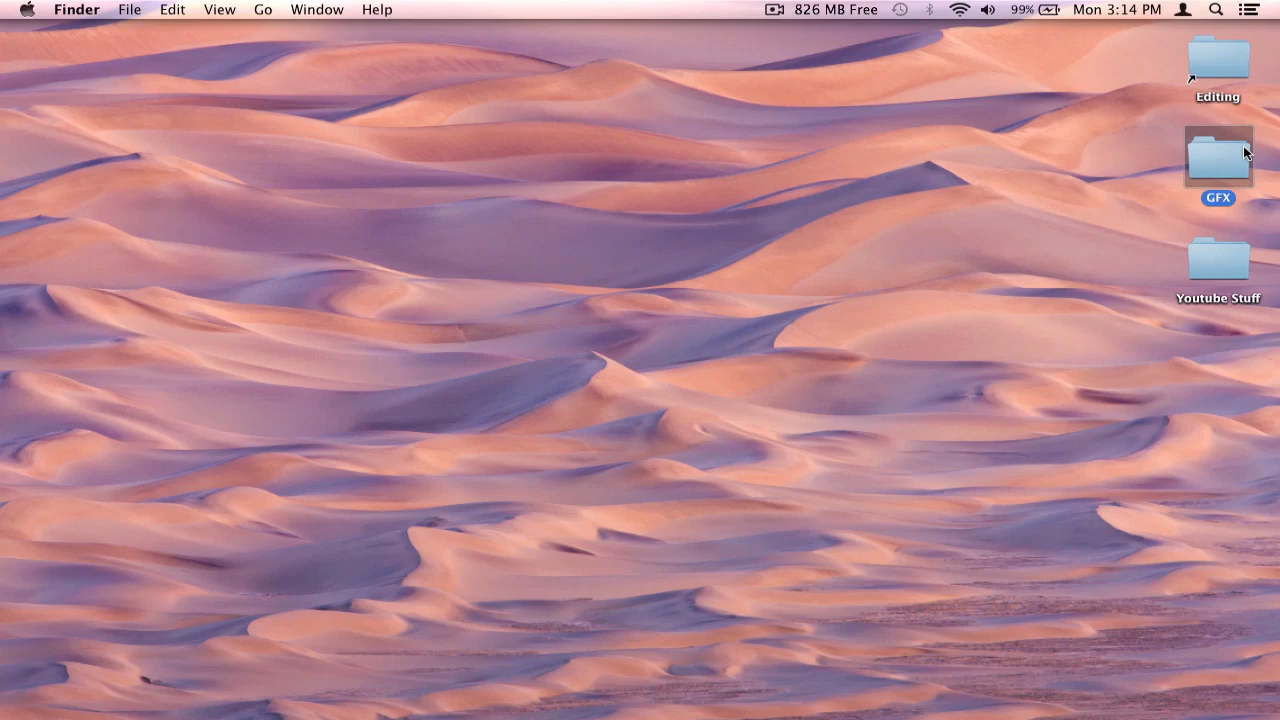 Finder File Edit View Go Window Help 826 MB Free 99% Mon 3:14 PM
Editing
GFX
Youtube Stuff